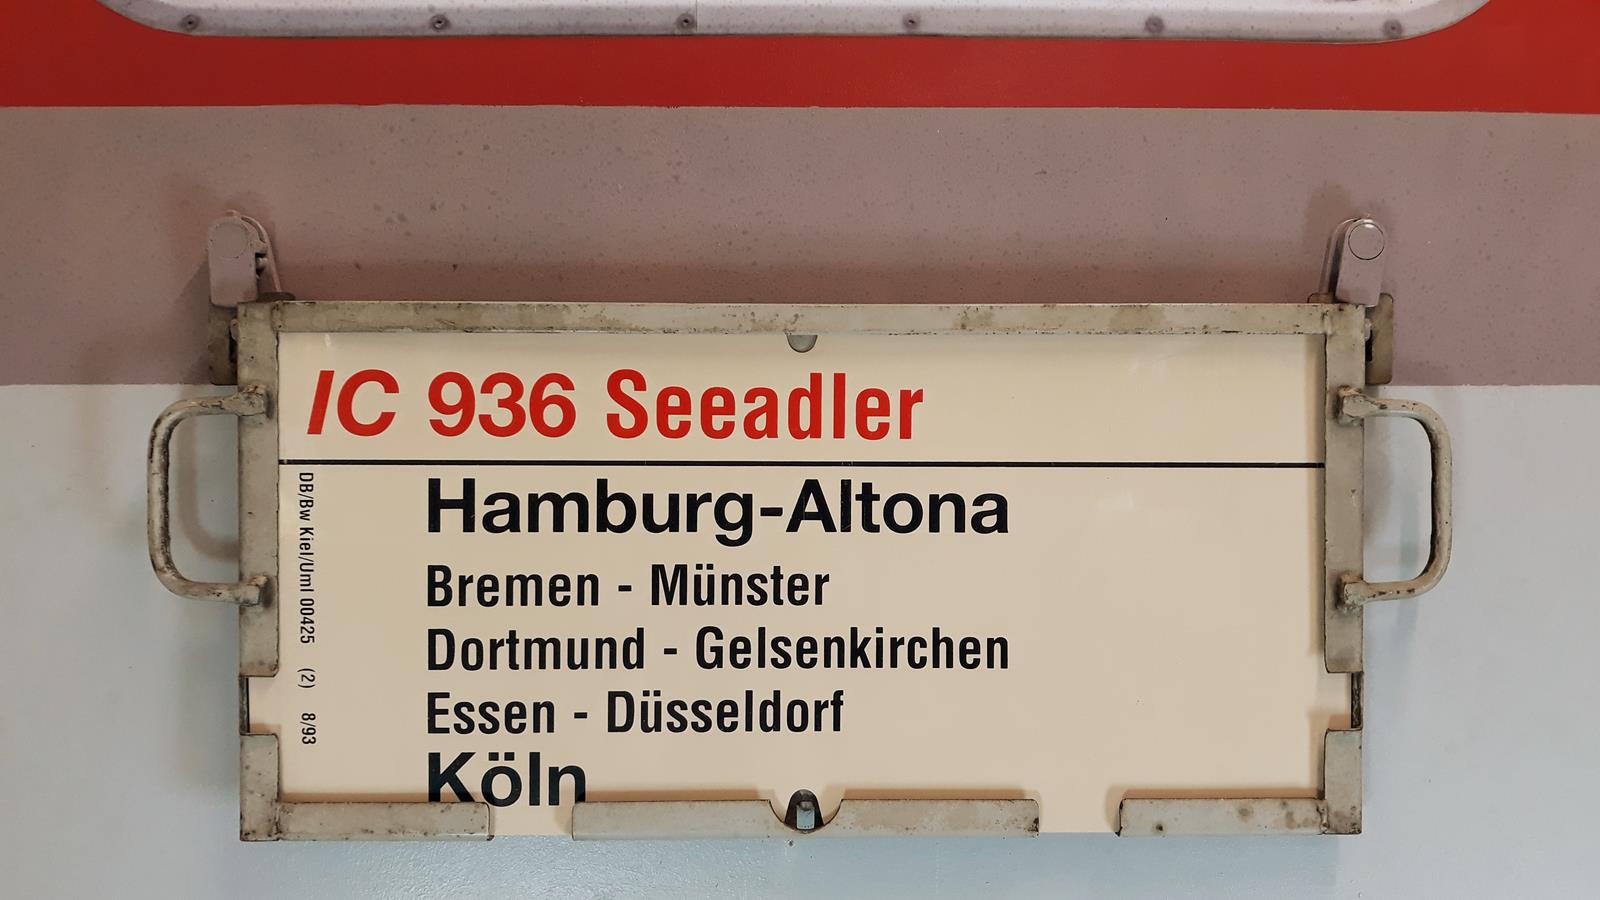 IC 936 Seeadler
Hamburg-Altona
Bremen - Münster
Dortmund - Gelsenkirchen
Essen - Düsseldorf
Köln
DB/Bw Kiel/Uml 00425 (2) 8/93